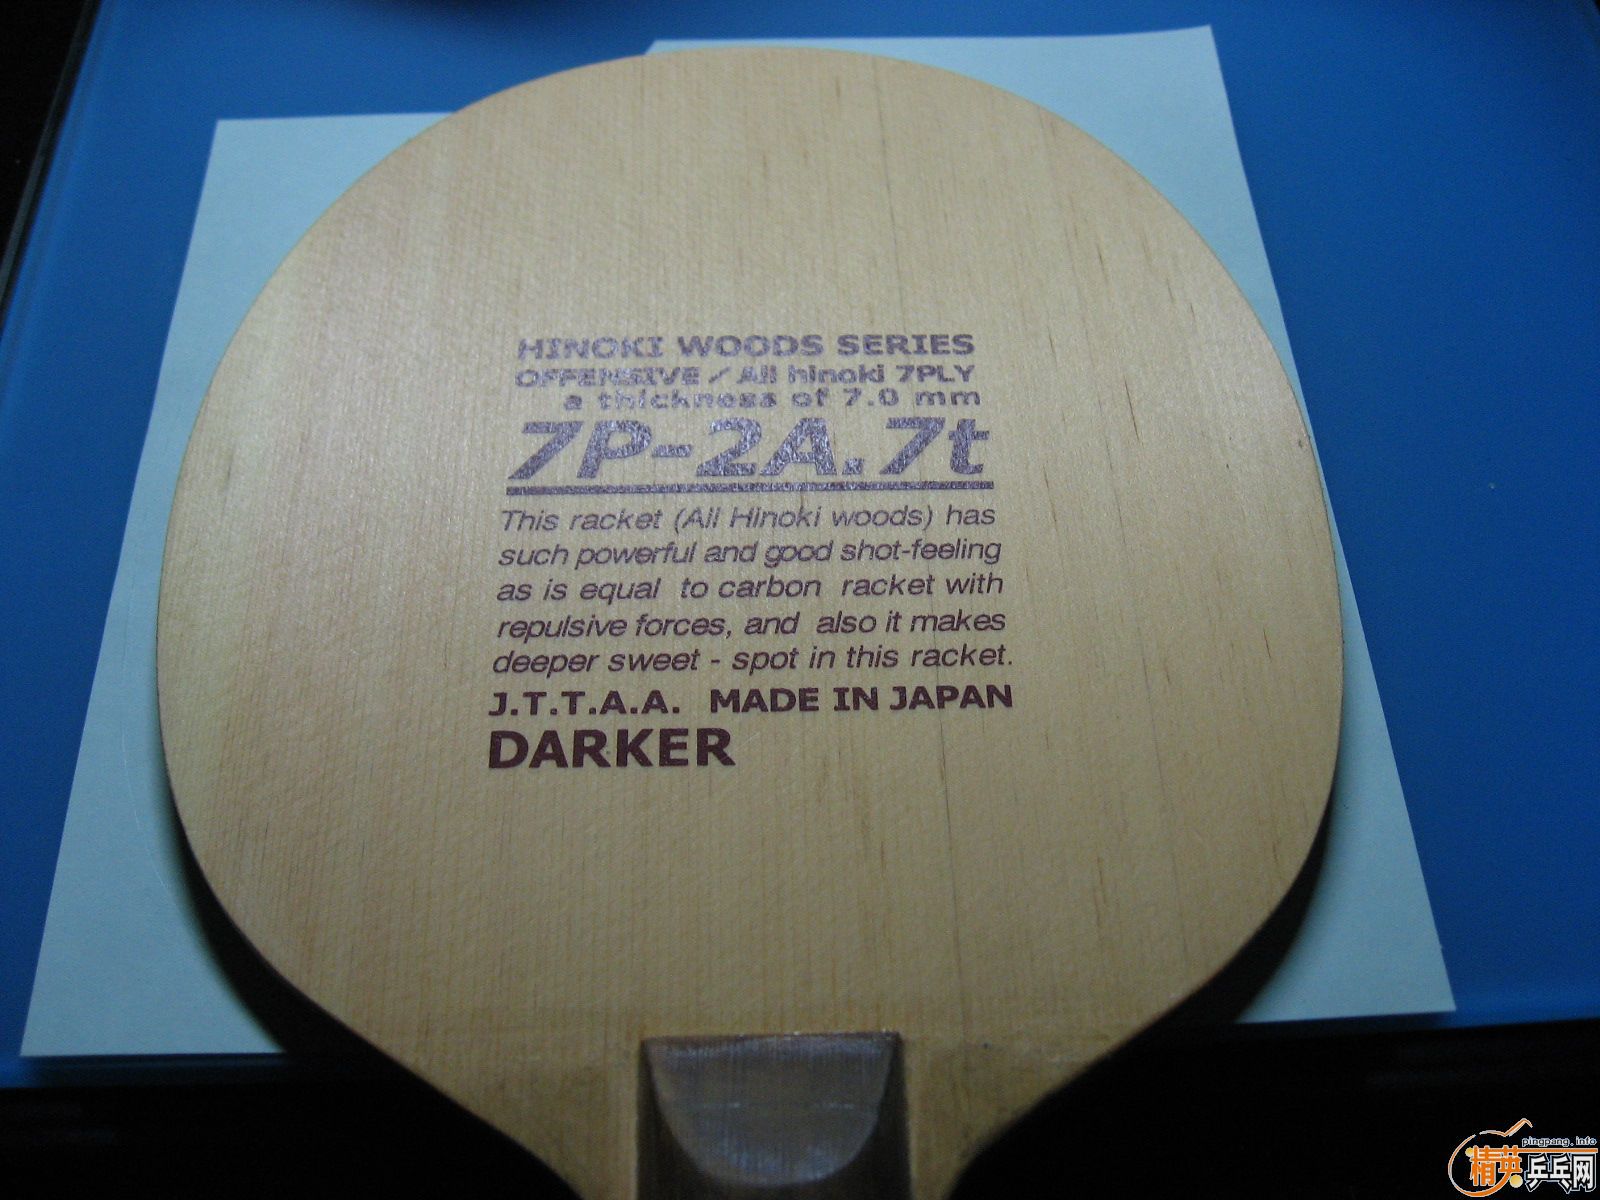 HINOKI WOODS SERIES
OFFENSIVE / All hinoki 7PLY
a thickness of 7.0 mm
7P-2A.7t
This racket (All Hinoki woods) has
such powerful and good shot-feeling
as is equal to carbon racket with
repulsive forces, and also it makes
deeper sweet - spot in this racket.
J.T.T.A.A. MADE IN JAPAN
DARKER
pingpang.info
精英乒乓网